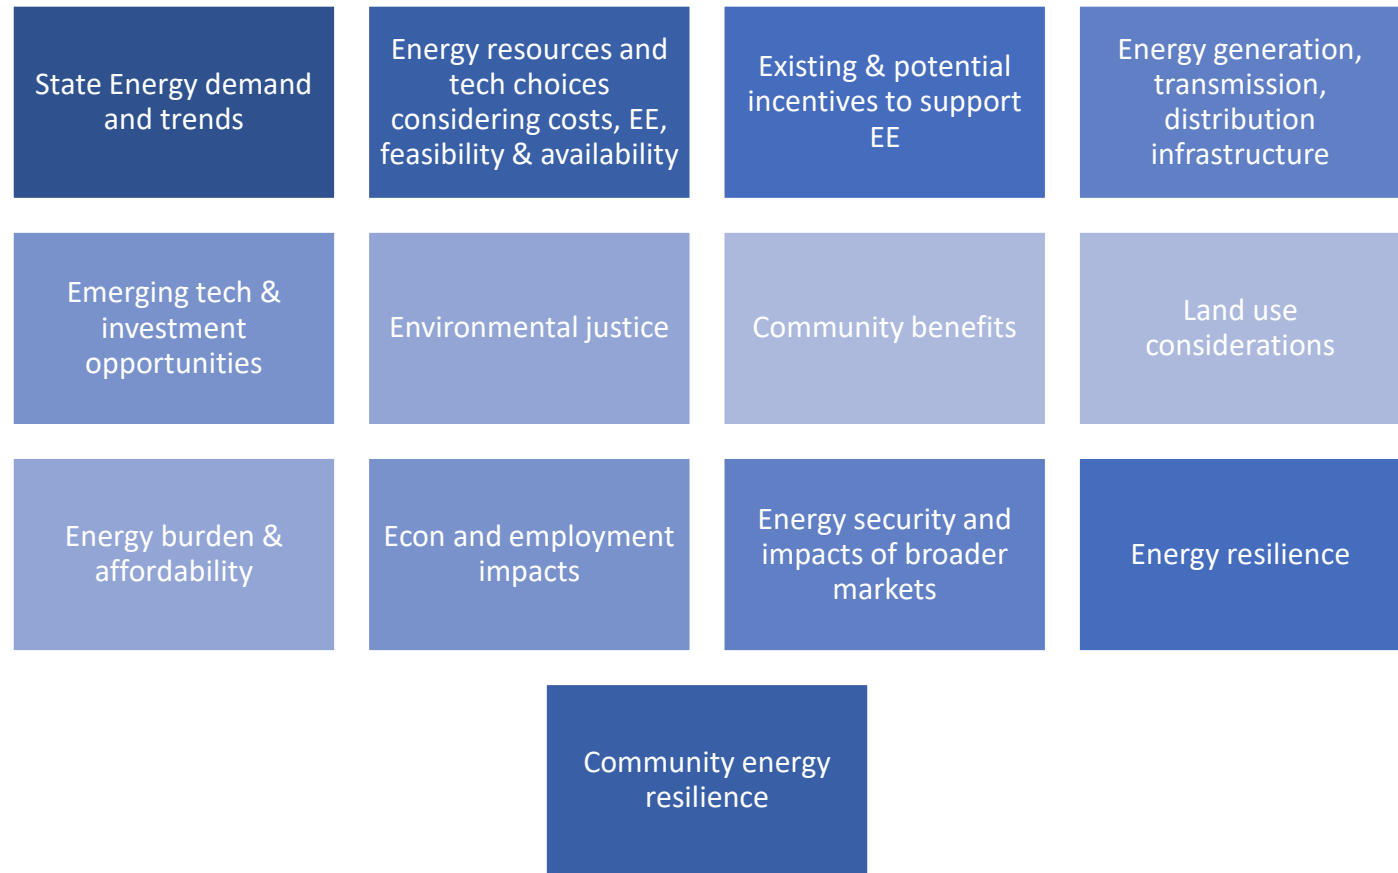 State Energy demand
and trends
Energy resources and
tech choices
considering costs, EE,
feasibility & availability
Existing & potential
incentives to support
EE
Energy generation,
transmission,
distribution
infrastructure
Emerging tech &
investment
opportunities
Environmental justice
Community benefits
Land use
considerations
Energy burden &
affordability
Econ and employment
impacts
Energy security and
impacts of broader
markets
Energy resilience
Community energy
resilience